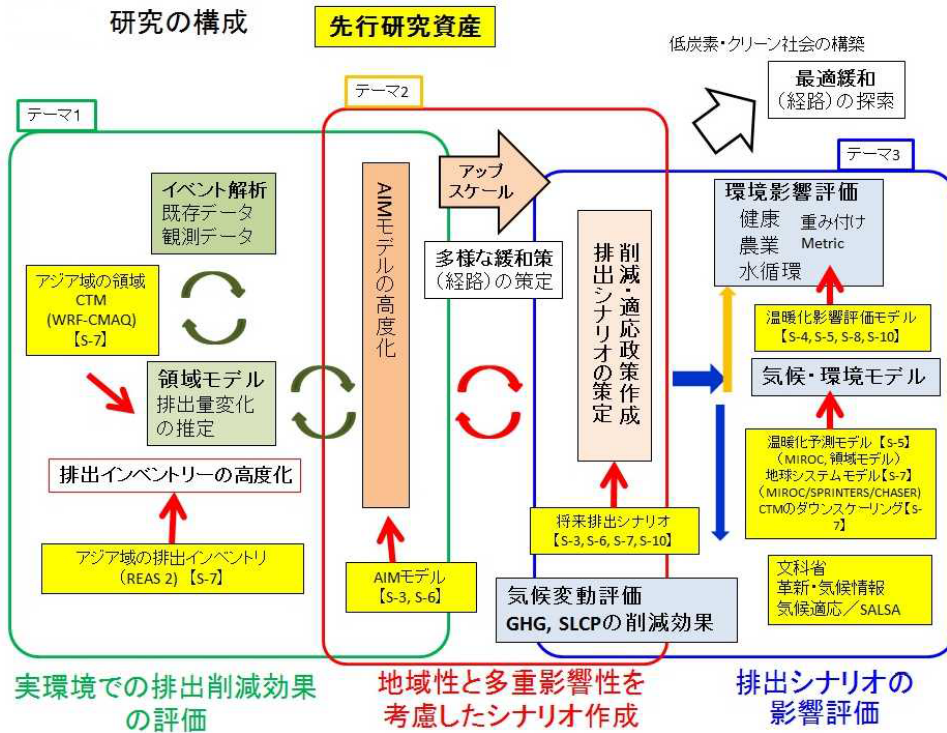 研究の構成
先行研究資産
低炭素・クリーン社会の構築
最適緩和
(経路)の探索
テーマ1
テーマ2
テーマ3
イベント解析
既存データ
観測データ
アジア域の領域
CTM
(WRF-CMAQ)
【S-7】
領域モデル
排出量変化
の推定
排出インベントリーの高度化
アジア域の排出インベントリ
(REAS 2) 【S-7】
AIMモデルの高度化
AIMモデル
【S-3, S-6】
アップ
スケール
多様な緩和策
(経路)の策定
削減・適応政策作成
排出シナリオの策定
将来排出シナリオ
【S-3, S-6, S-7, S-10】
気候変動評価
GHG, SLCPの削減効果
環境影響評価
健康 重み付け
農業 Metric
水循環
温暖化影響評価モデル
【S-4, S-5, S-8, S-10】
気候・環境モデル
温暖化予測モデル【S-5】
(MIROC, 領域モデル)
地球システムモデル【S-7】
(MIROC/SPRINTERS/CHASER)
CTMのダウンスケーリング【S-
7】
文科省
革新・気候情報
気候適応／SALSA
実環境での排出削減効果
の評価
地域性と多重影響性を
考慮したシナリオ作成
排出シナリオの
影響評価